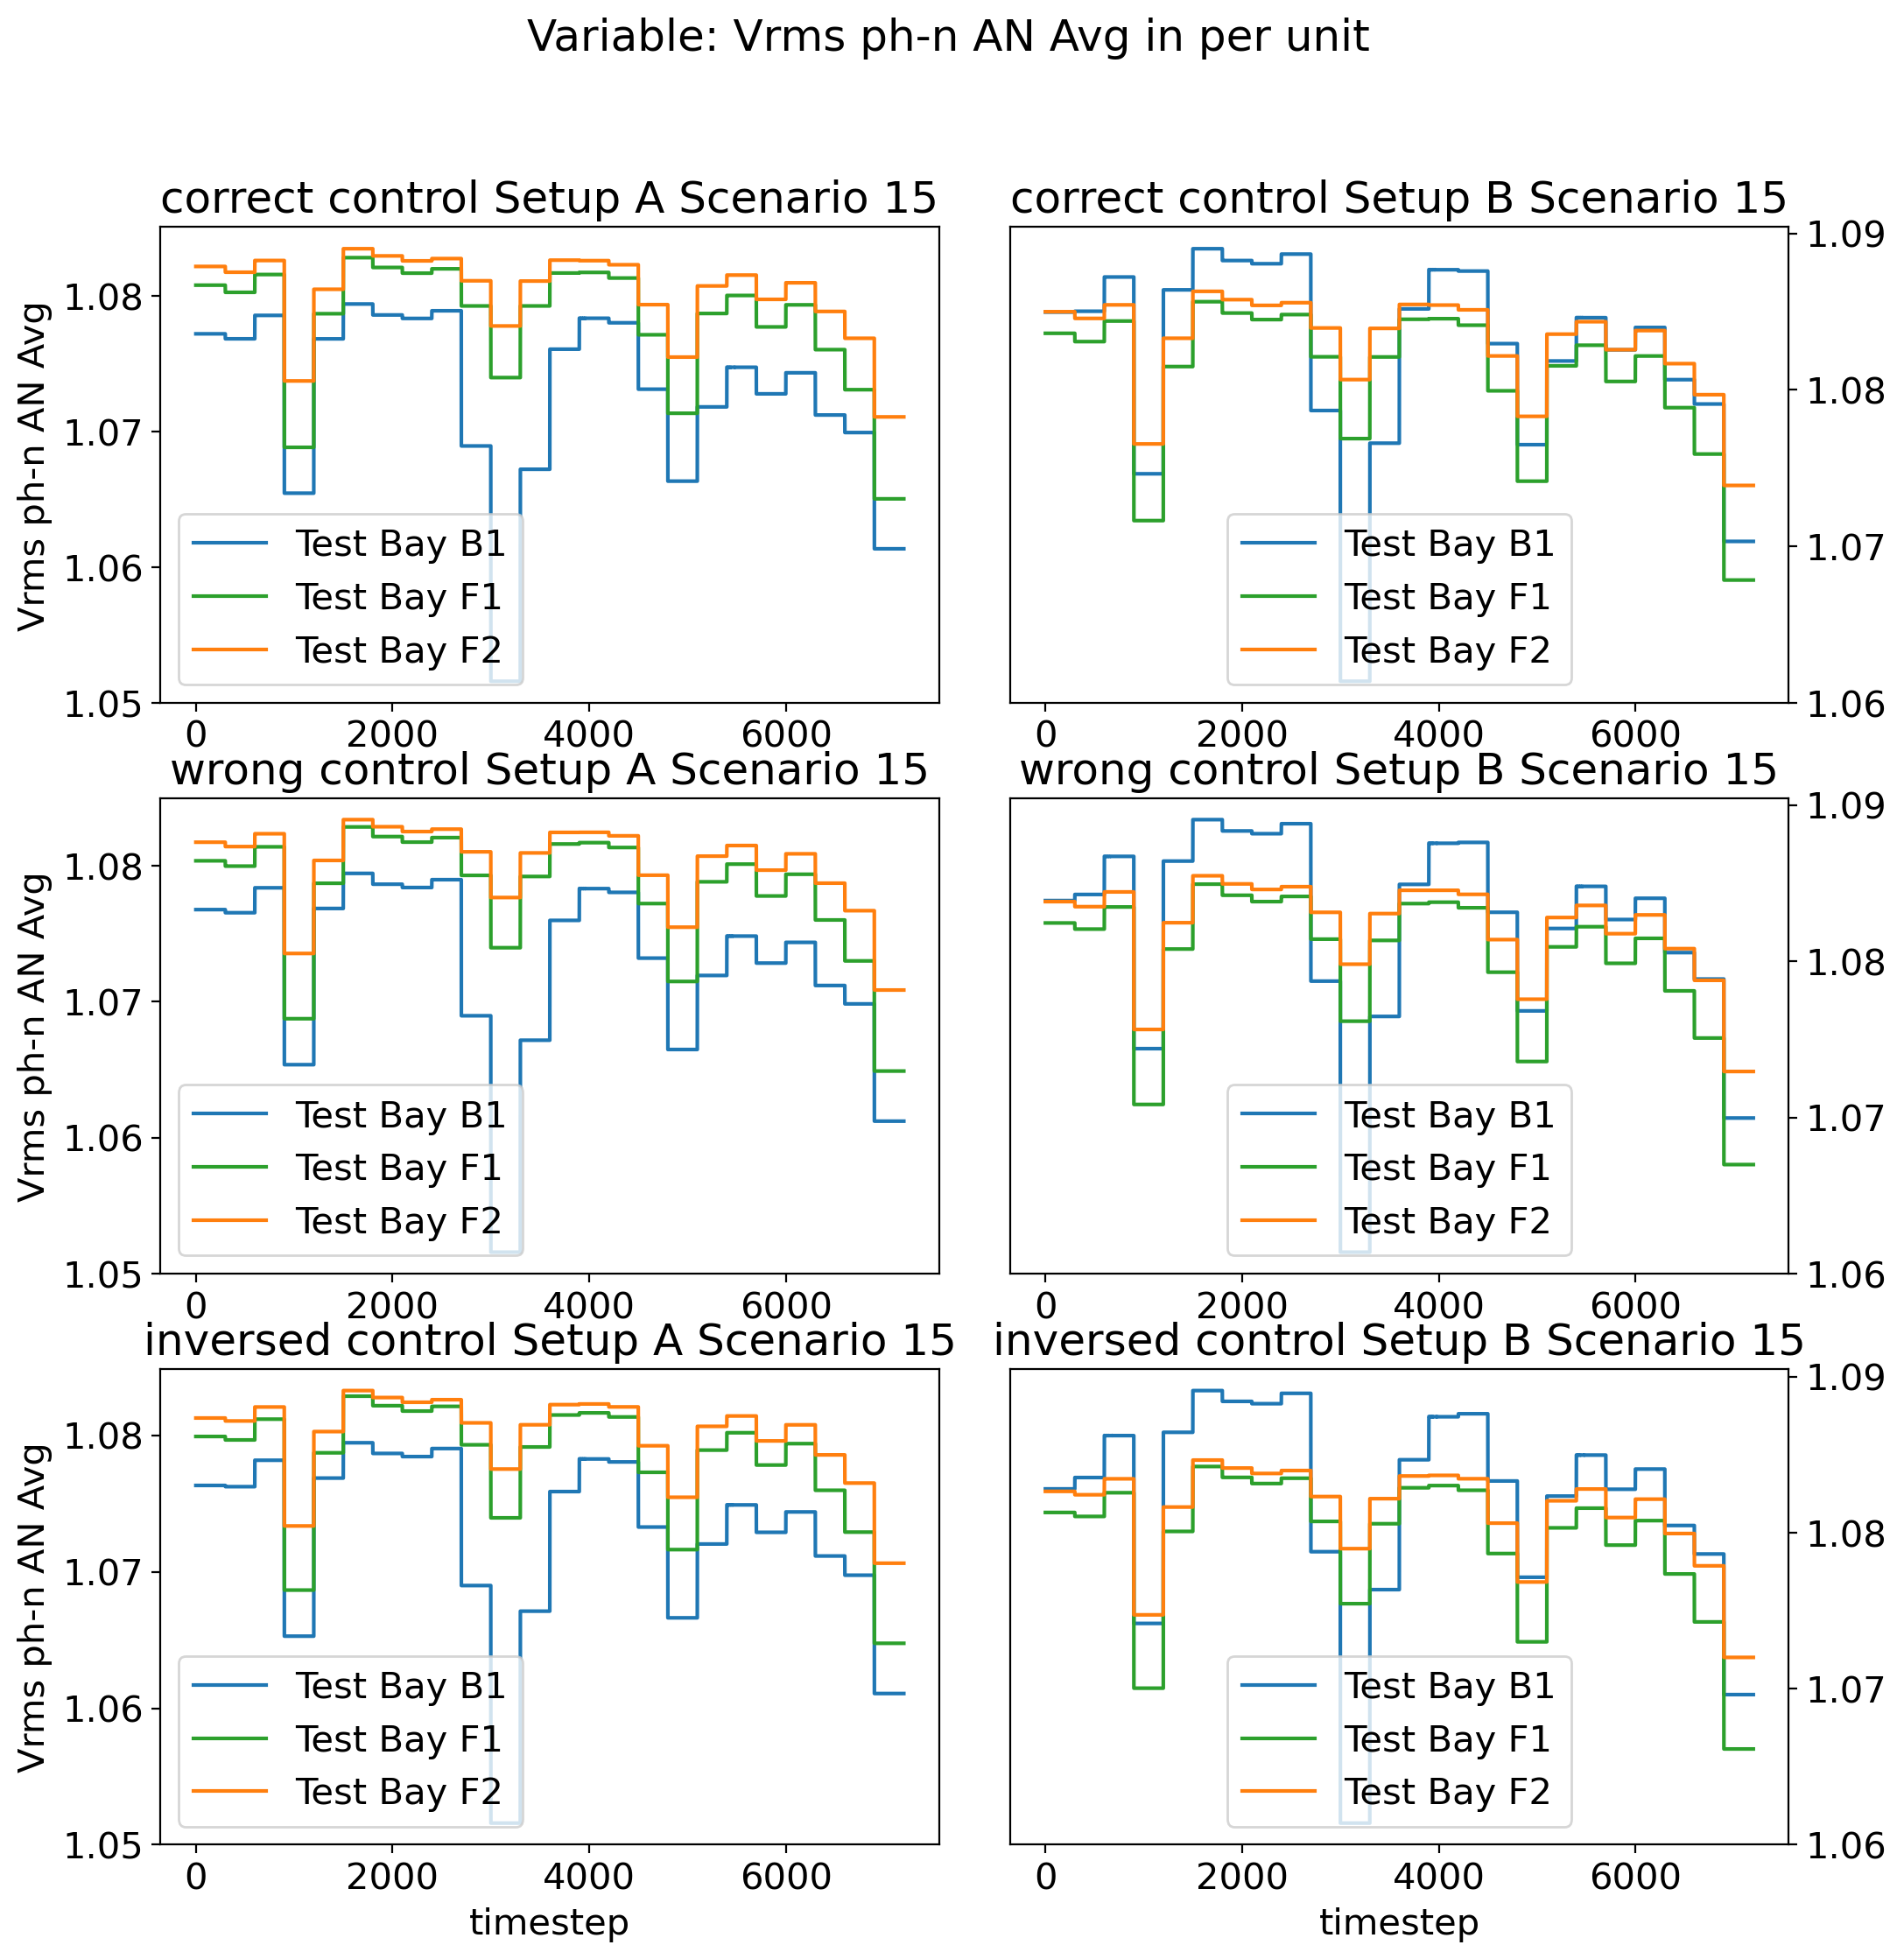 Variable: Vrms ph-n AN Avg in per unit
correct control Setup A Scenario 15
Vrms ph-n AN Avg
1.08
1.07
1.06
1.05
Test Bay B1
Test Bay F1
Test Bay F2
0 2000 4000 6000
correct control Setup B Scenario 15
1.09
1.08
1.07
1.06
Test Bay B1
Test Bay F1
Test Bay F2
0 2000 4000 6000
wrong control Setup A Scenario 15
Vrms ph-n AN Avg
1.08
1.07
1.06
1.05
Test Bay B1
Test Bay F1
Test Bay F2
0 2000 4000 6000
wrong control Setup B Scenario 15
1.09
1.08
1.07
1.06
Test Bay B1
Test Bay F1
Test Bay F2
0 2000 4000 6000
inversed control Setup A Scenario 15
Vrms ph-n AN Avg
1.08
1.07
1.06
1.05
Test Bay B1
Test Bay F1
Test Bay F2
0 2000 4000 6000
timestep
inversed control Setup B Scenario 15
1.09
1.08
1.07
1.06
Test Bay B1
Test Bay F1
Test Bay F2
0 2000 4000 6000
timestep